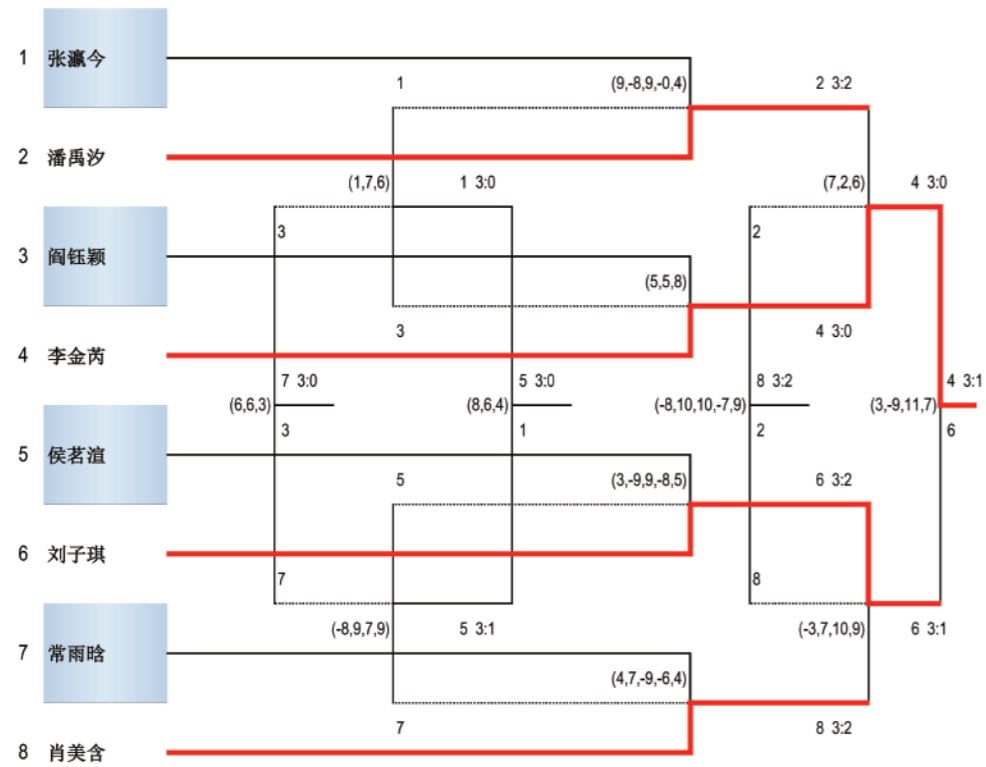 1 张瀛今
1 (9,-8,9,-0,4) 2 3:2
2 潘禹汐
(1,7,6) 1 3:0 (7,2,6) 4 3:0
3 2
3 阎钰颖
(5,5,8)
3 4 3:0
4 李金芮
7 3:0 5 3:0 8 3:2 4 3:1
(6,6,3) (8,6,4) (-8,10,10,-7,9) (3,-9,11,7)
3 1 2 6
5 侯茗渲
5 (3,-9,9,-8,5) 6 3:2
6 刘子琪
7 8
(-8,9,7,9) 5 3:1 (-3,7,10,9) 6 3:1
7 常雨晗
(4,7,-9,-6,4)
7 8 3:2
8 肖美含